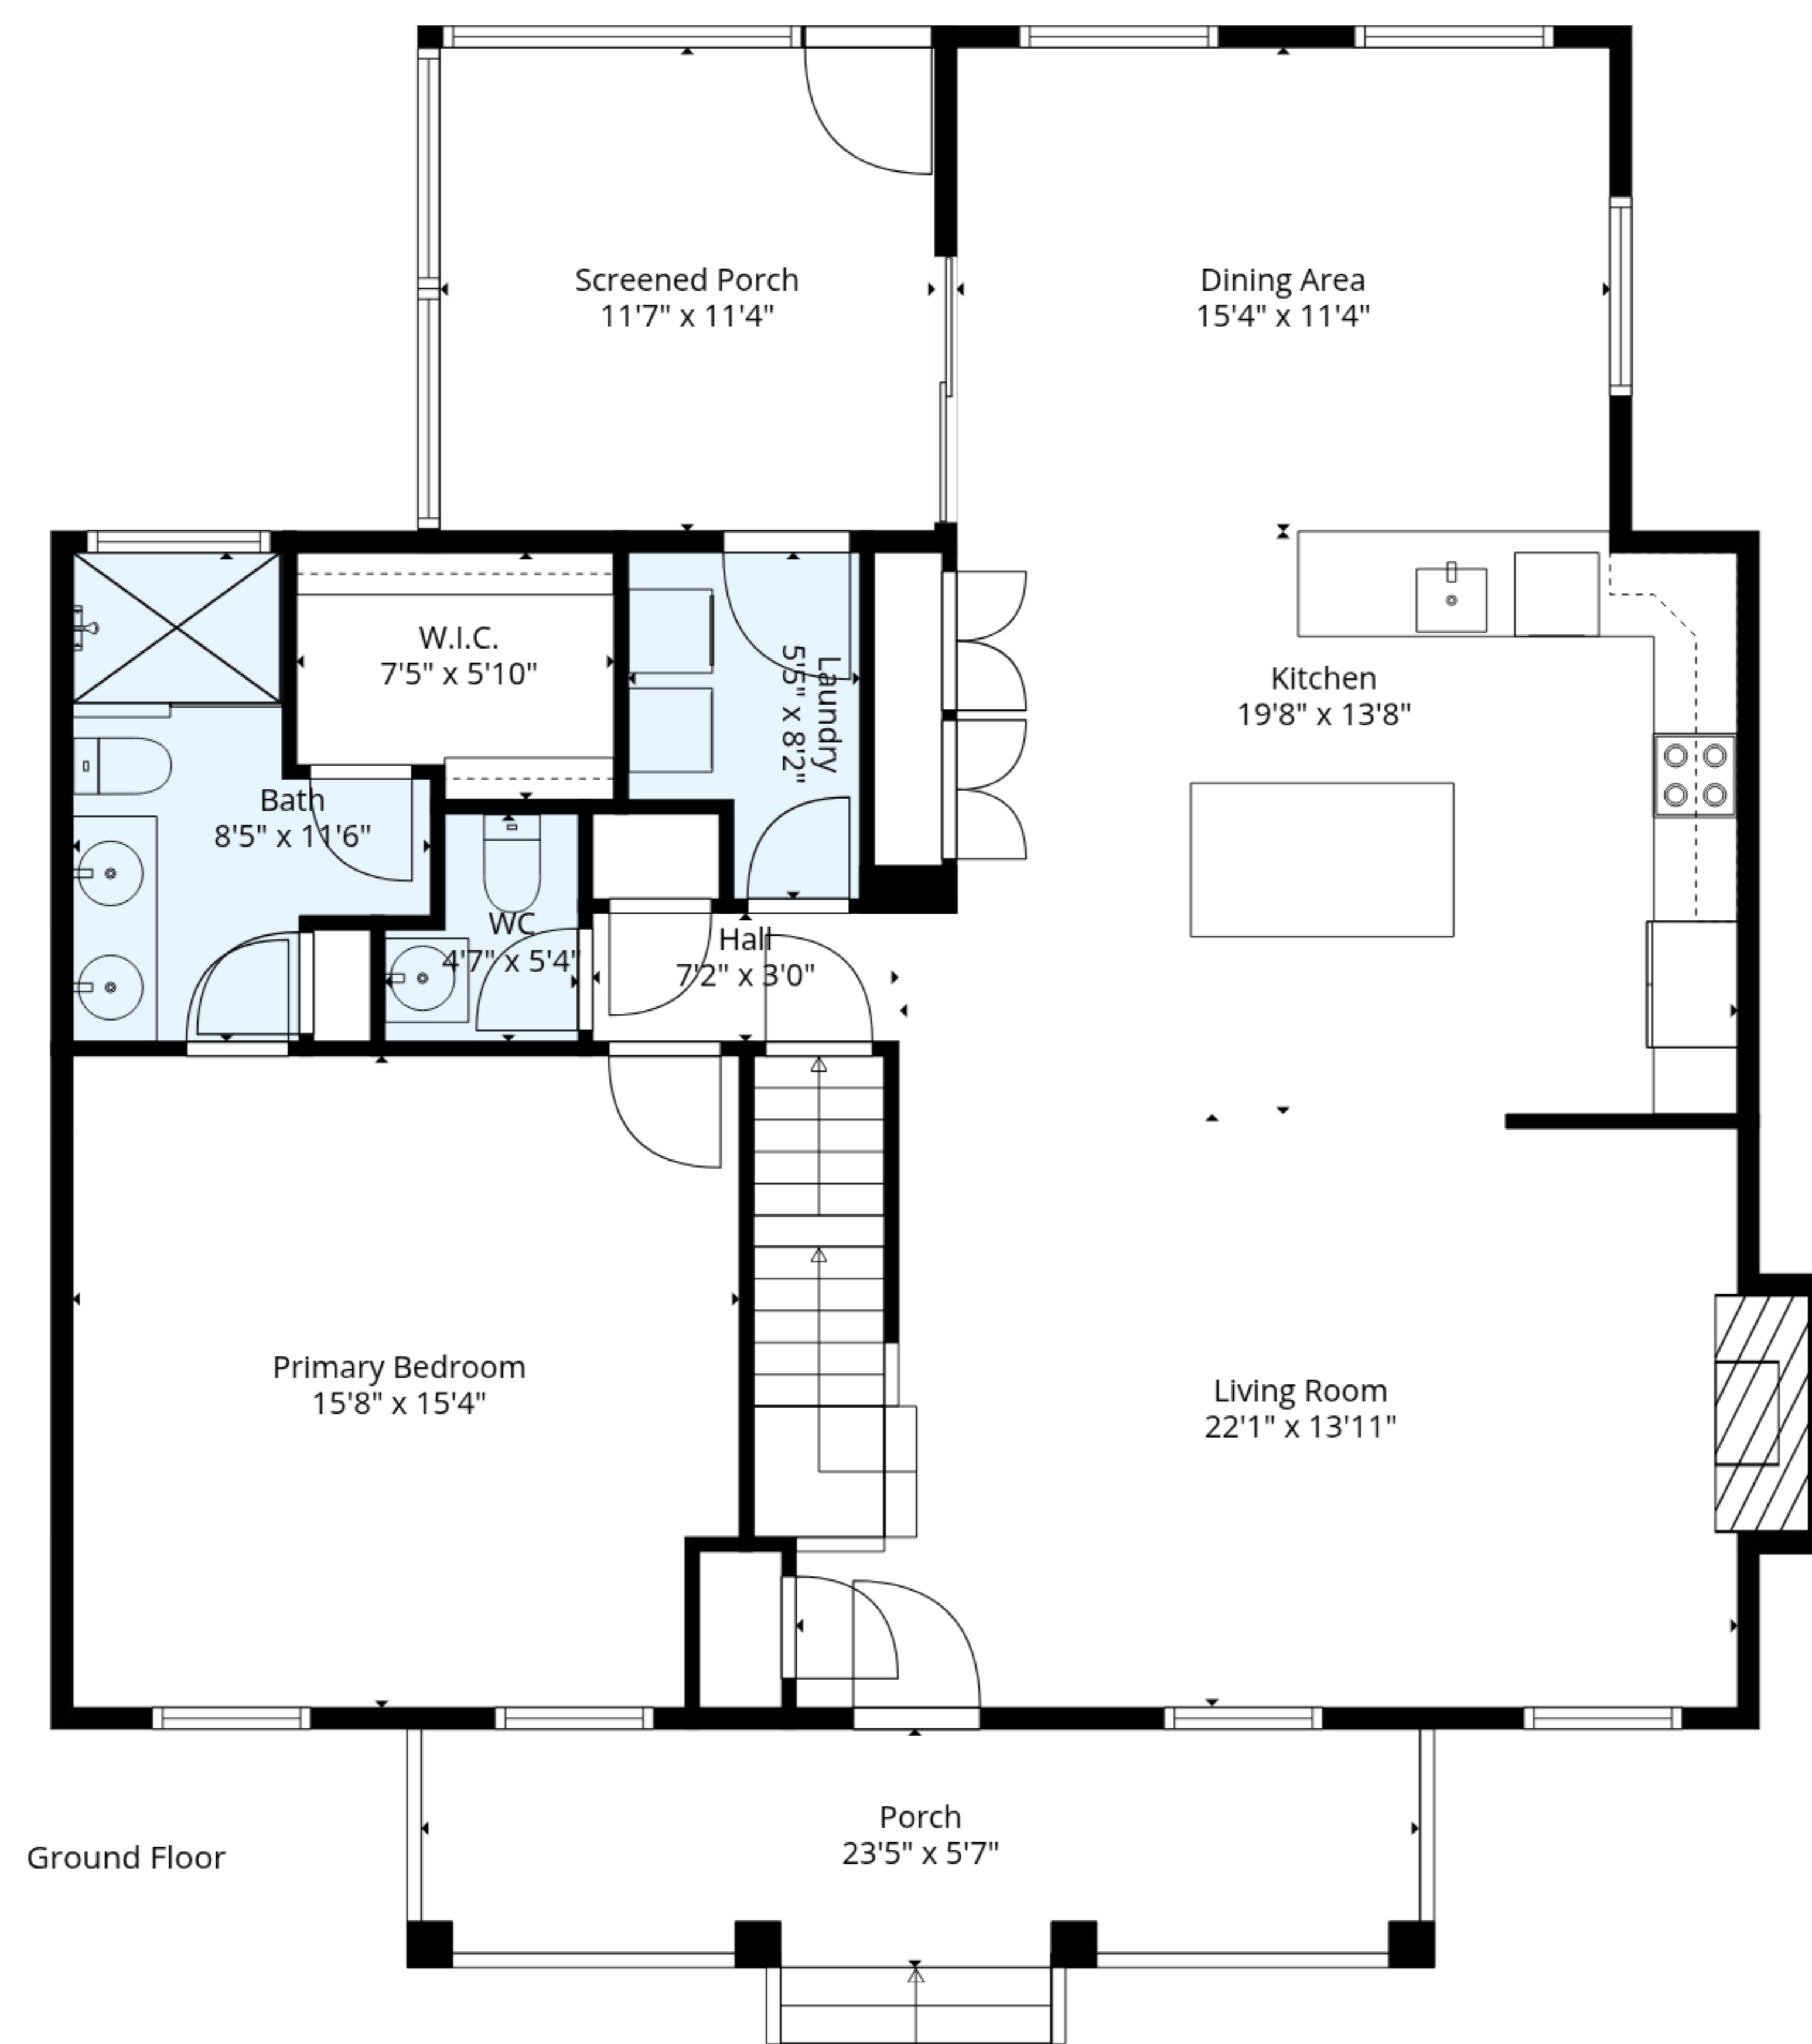 Screened Porch
11'7" x 11'4"
Dining Area
15'4" x 11'4"
W.I.C.
7'5" x 5'10"
Laundry
5'5" x 8'2"
Kitchen
19'8" x 13'8"
Bath
8'5" x 11'6"
WC
4'7" x 5'4"
Hall
7'2" x 3'0"
Primary Bedroom
15'8" x 15'4"
Living Room
22'1" x 13'11"
Porch
23'5" x 5'7"
Ground Floor